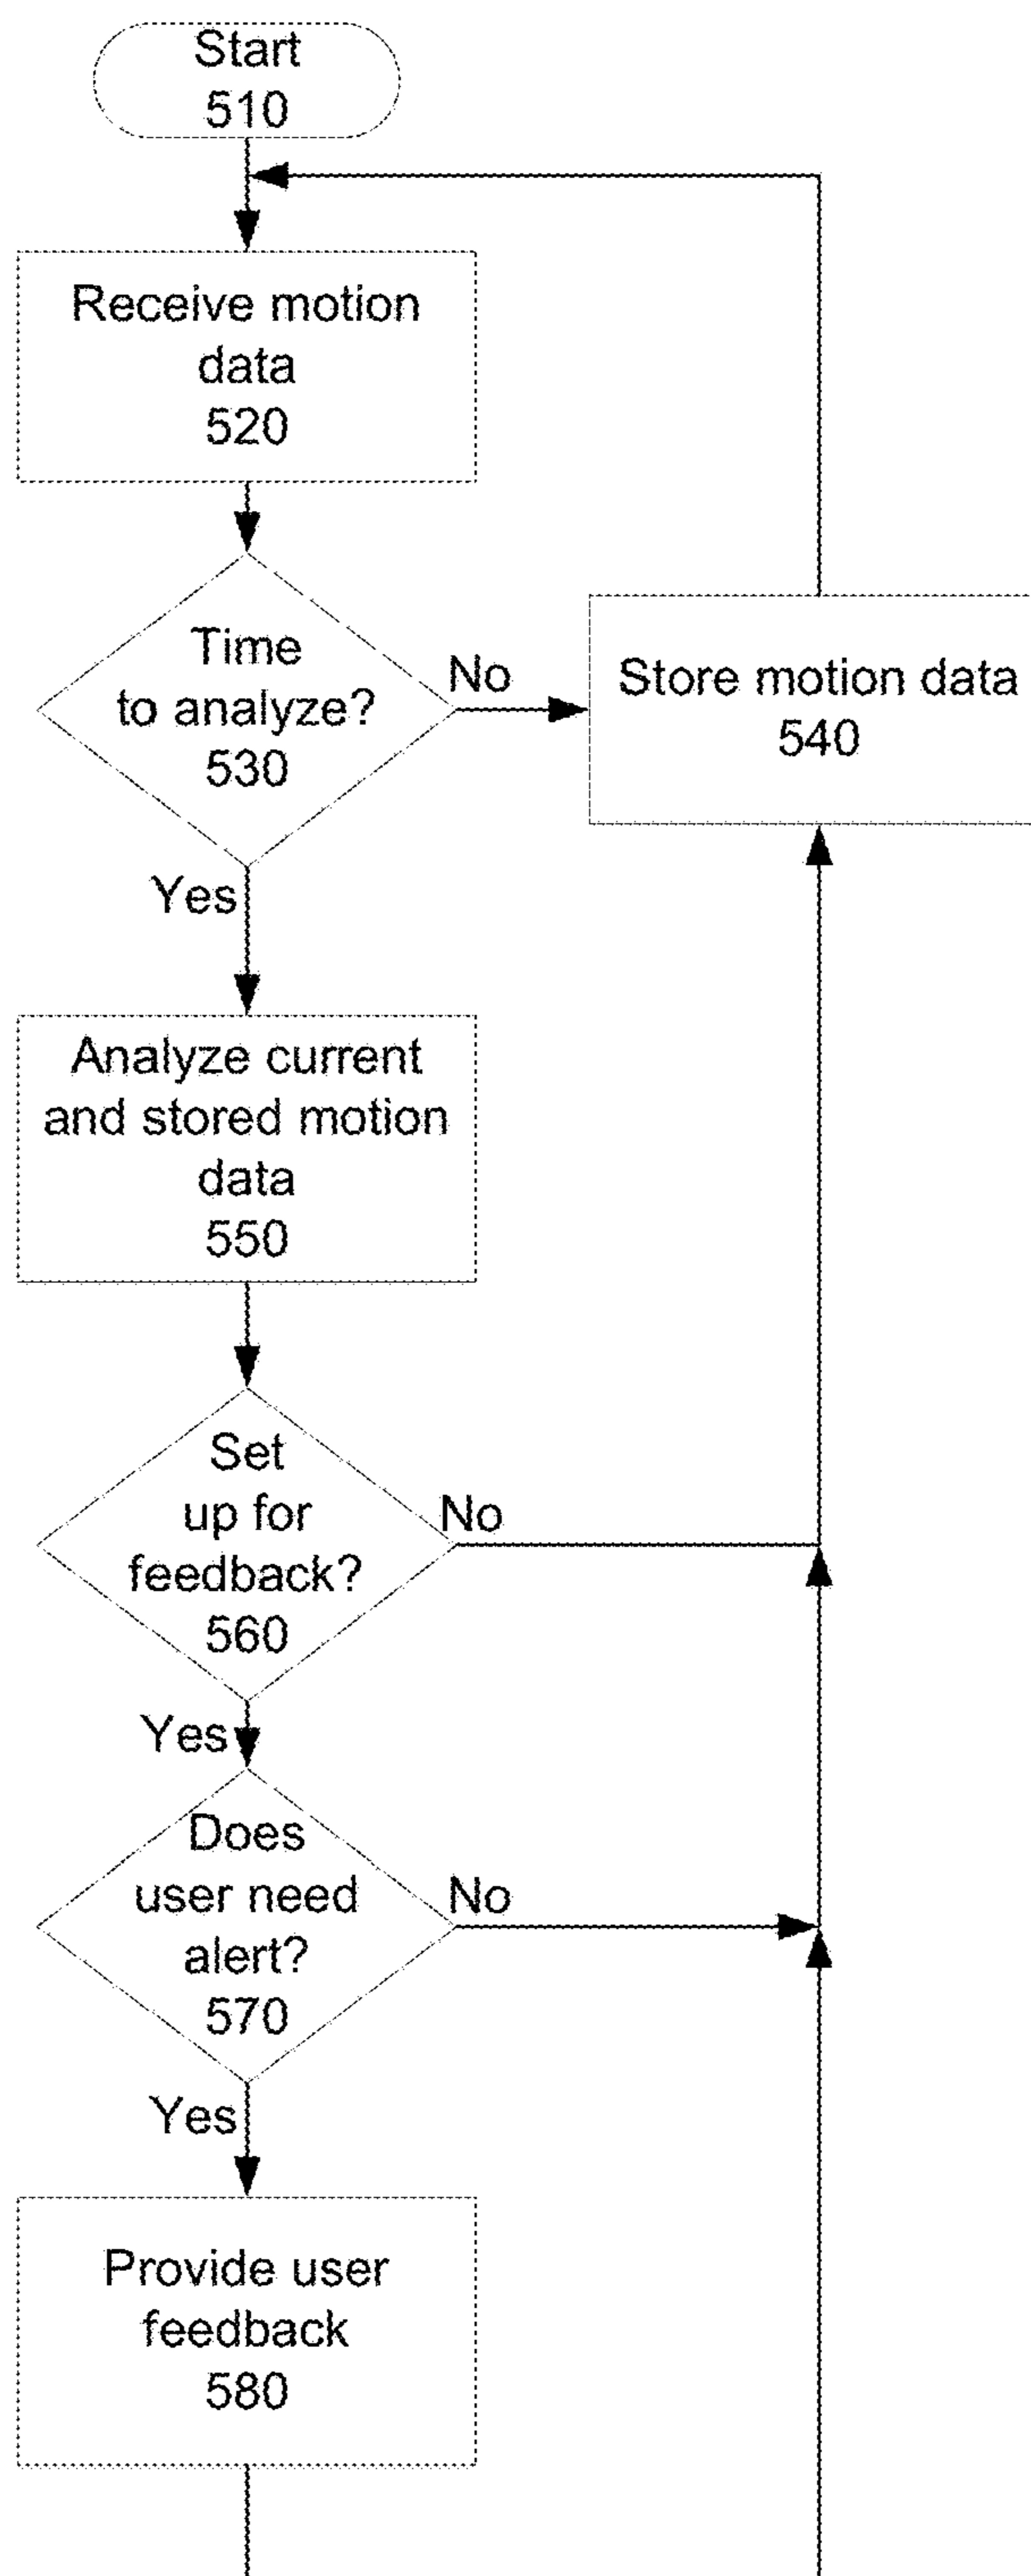 Start
510
Receive motion
data
520
Time
to analyze?
530
No
Store motion data
540
Yes
Analyze current
and stored motion
data
550
Set
up for
feedback?
560
No
Yes
Does
user need
alert?
570
No
Yes
Provide user
feedback
580